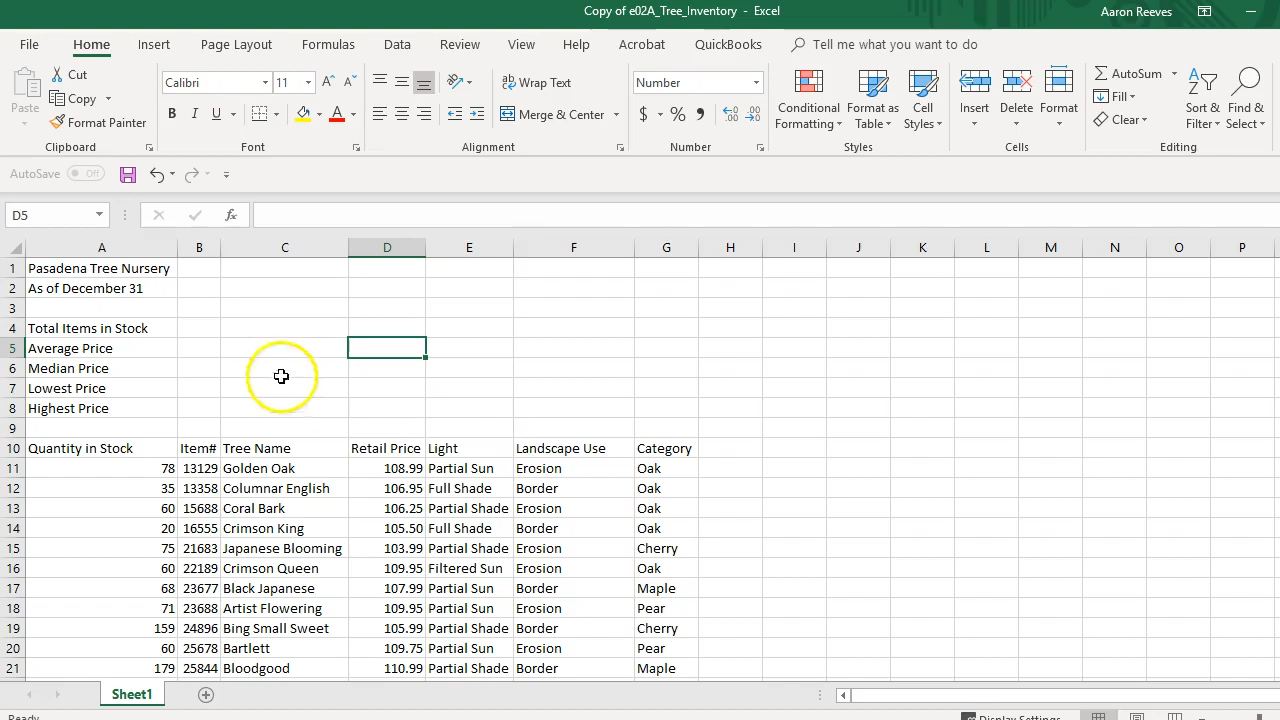 Copy of e02A_Tree_Inventory - Excel
Aaron Reeves
File Home Insert Page Layout Formulas Data Review View Help Acrobat QuickBooks Tell me what you want to do
Paste
Cut
Copy
Format Painter
Clipboard
Calibri 11
B I U
Font
Wrap Text
Merge & Center
Alignment
Number
$ % ,
Number
Conditional Formatting
Format as Table
Cell Styles
Styles
Insert Delete Format
Cells
AutoSum
Fill
Clear
Sort & Filter
Find & Select
Editing
AutoSave Off
D5 fx
A B C D E F G H I J K L M N O P
1 Pasadena Tree Nursery
2 As of December 31
3
4 Total Items in Stock
5 Average Price
6 Median Price
7 Lowest Price
8 Highest Price
9
10 Quantity in Stock Item# Tree Name Retail Price Light Landscape Use Category
11 78 13129 Golden Oak 108.99 Partial Sun Erosion Oak
12 35 13358 Columnar English 106.95 Full Shade Border Oak
13 60 15688 Coral Bark 106.25 Partial Shade Erosion Oak
14 20 16555 Crimson King 105.50 Full Shade Border Oak
15 75 21683 Japanese Blooming 103.99 Partial Shade Erosion Cherry
16 60 22189 Crimson Queen 109.95 Filtered Sun Erosion Oak
17 68 23677 Black Japanese 107.99 Partial Sun Border Maple
18 71 23688 Artist Flowering 109.95 Partial Sun Erosion Pear
19 159 24896 Bing Small Sweet 105.99 Partial Shade Border Cherry
20 60 25678 Bartlett 109.75 Partial Sun Erosion Pear
21 179 25844 Bloodgood 110.99 Partial Shade Border Maple
Sheet1
Ready
Display Settings